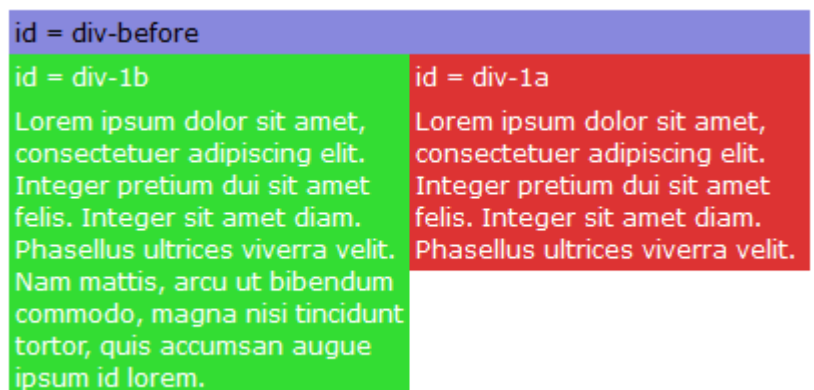 id = div-before
id = div-1b
Lorem ipsum dolor sit amet,
consectetuer adipiscing elit.
Integer pretium dui sit amet
felis. Integer sit amet diam.
Phasellus ultrices viverra velit.
Nam mattis, arcu ut bibendum
commodo, magna nisi tincidunt
tortor, quis accumsan augue
ipsum id lorem.
id = div-1a
Lorem ipsum dolor sit amet,
consectetuer adipiscing elit.
Integer pretium dui sit amet
felis. Integer sit amet diam.
Phasellus ultrices viverra velit.